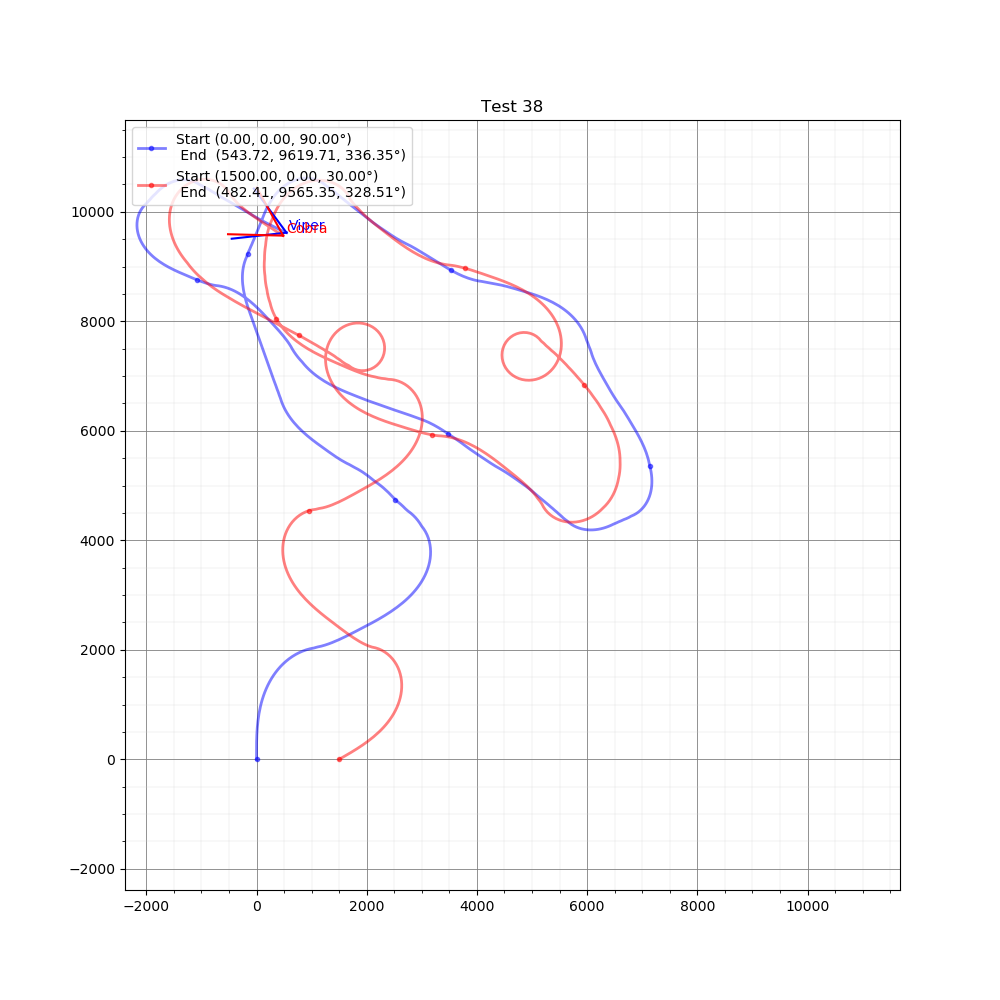 Test 38
Start (0.00, 0.00, 90.00°)
End  (543.72, 9619.71, 336.35°)
Start (1500.00, 0.00, 30.00°)
End  (482.41, 9565.35, 328.51°)
Viper
Cobra
10000
8000
6000
4000
2000
0
−2000
−2000
0
2000
4000
6000
8000
10000